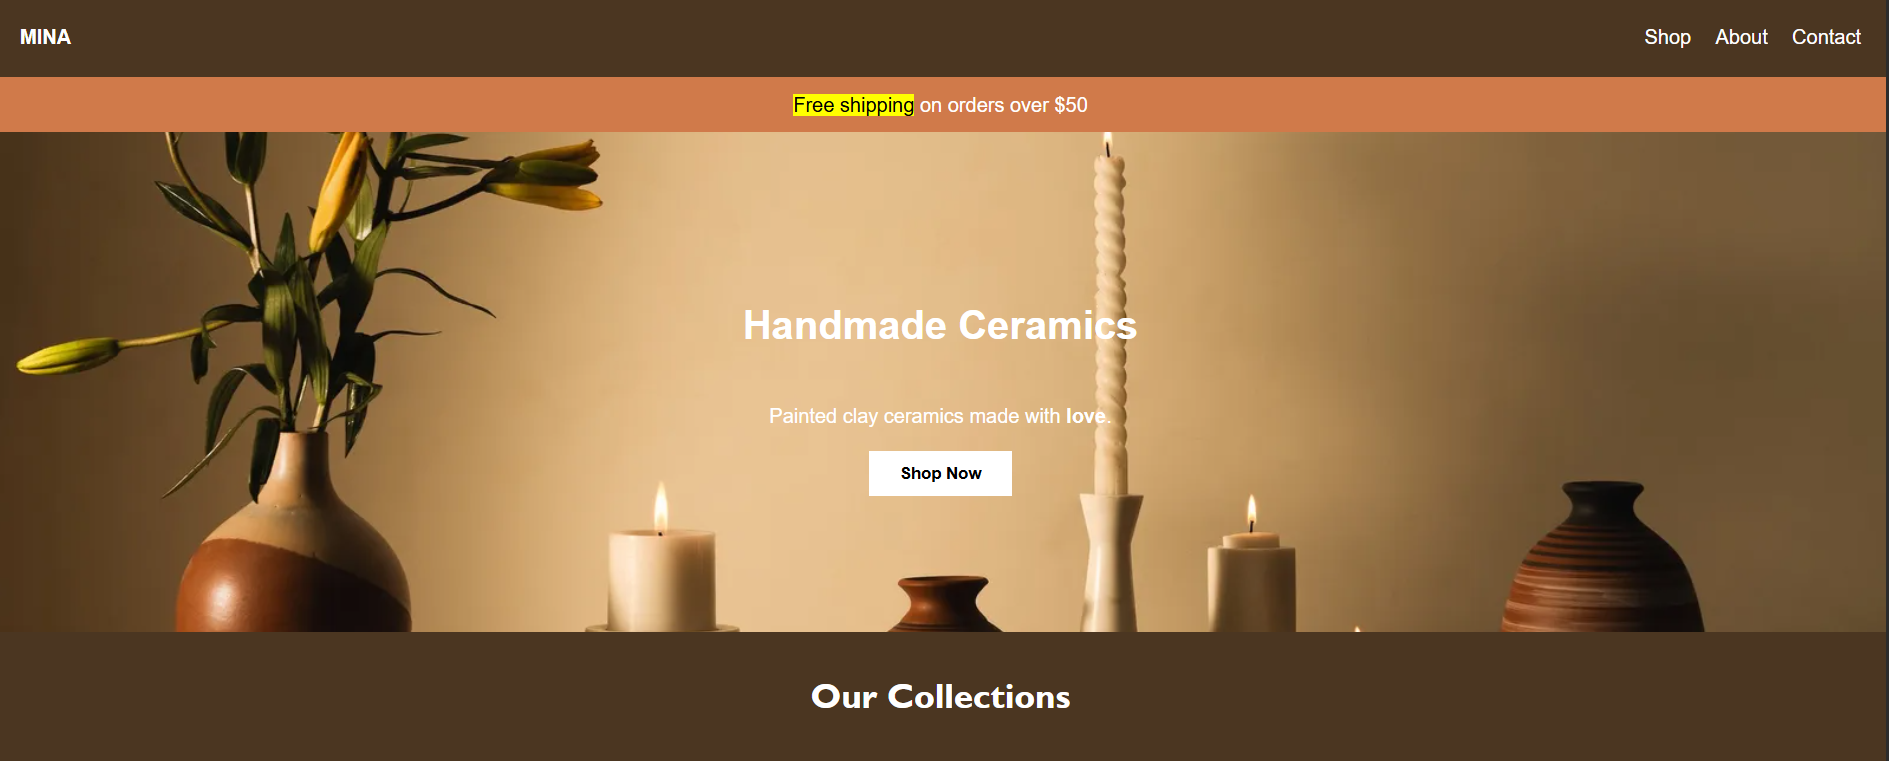 MINA
Shop About Contact
Free shipping on orders over $50
Handmade Ceramics
Painted clay ceramics made with love.
Shop Now
Our Collections